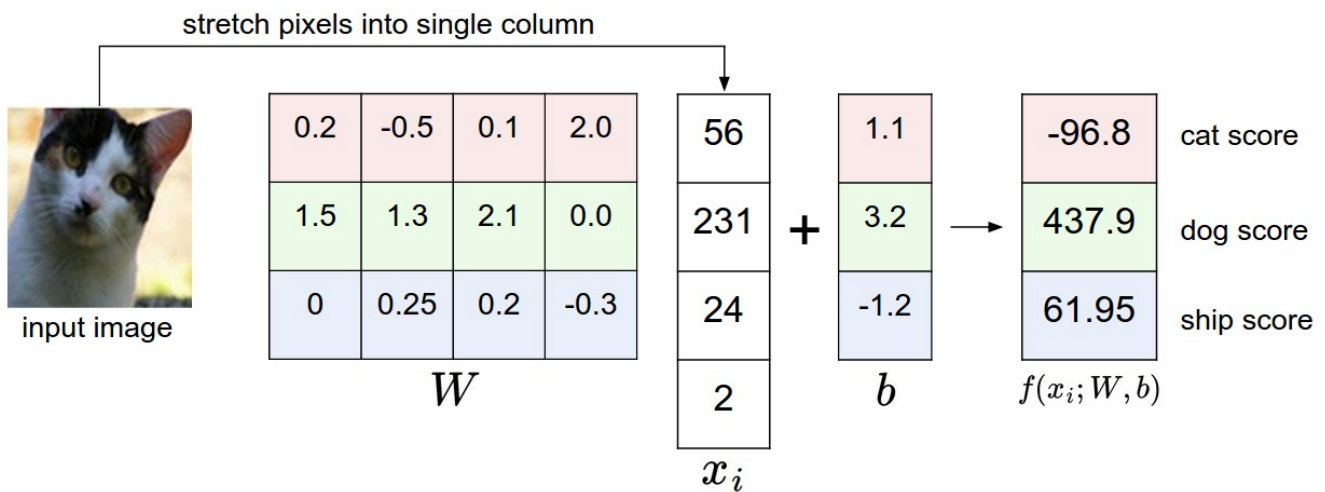 stretch pixels into single column
0.2 -0.5 0.1 2.0 56 1.1 -96.8 cat score
1.5 1.3 2.1 0.0 231 + 3.2 437.9 dog score
0 0.25 0.2 -0.3 24 -1.2 61.95 ship score
input image
W 2 b f(x_i; W, b)
x_i